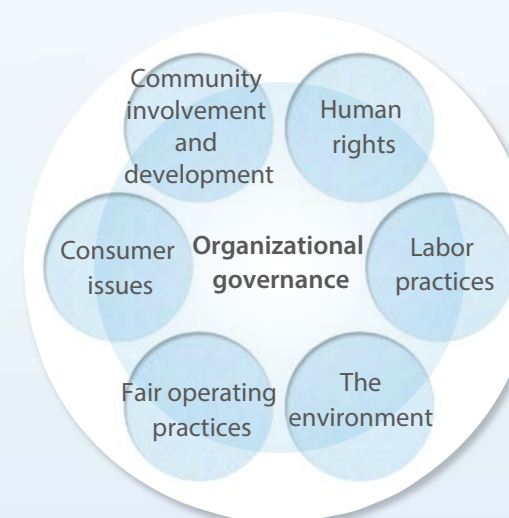 Community
involvement
and
development
Human
rights
Consumer
issues
Organizational
governance
Labor
practices
Fair operating
practices
The
environment